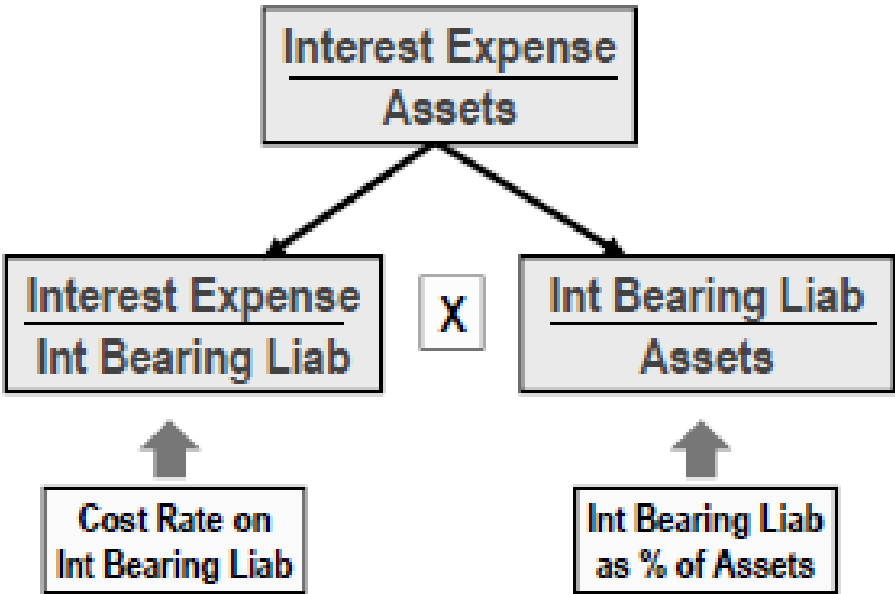 Interest Expense
Assets
Interest Expense
Int Bearing Liab
X
Int Bearing Liab
Assets
Cost Rate on
Int Bearing Liab
Int Bearing Liab
as % of Assets